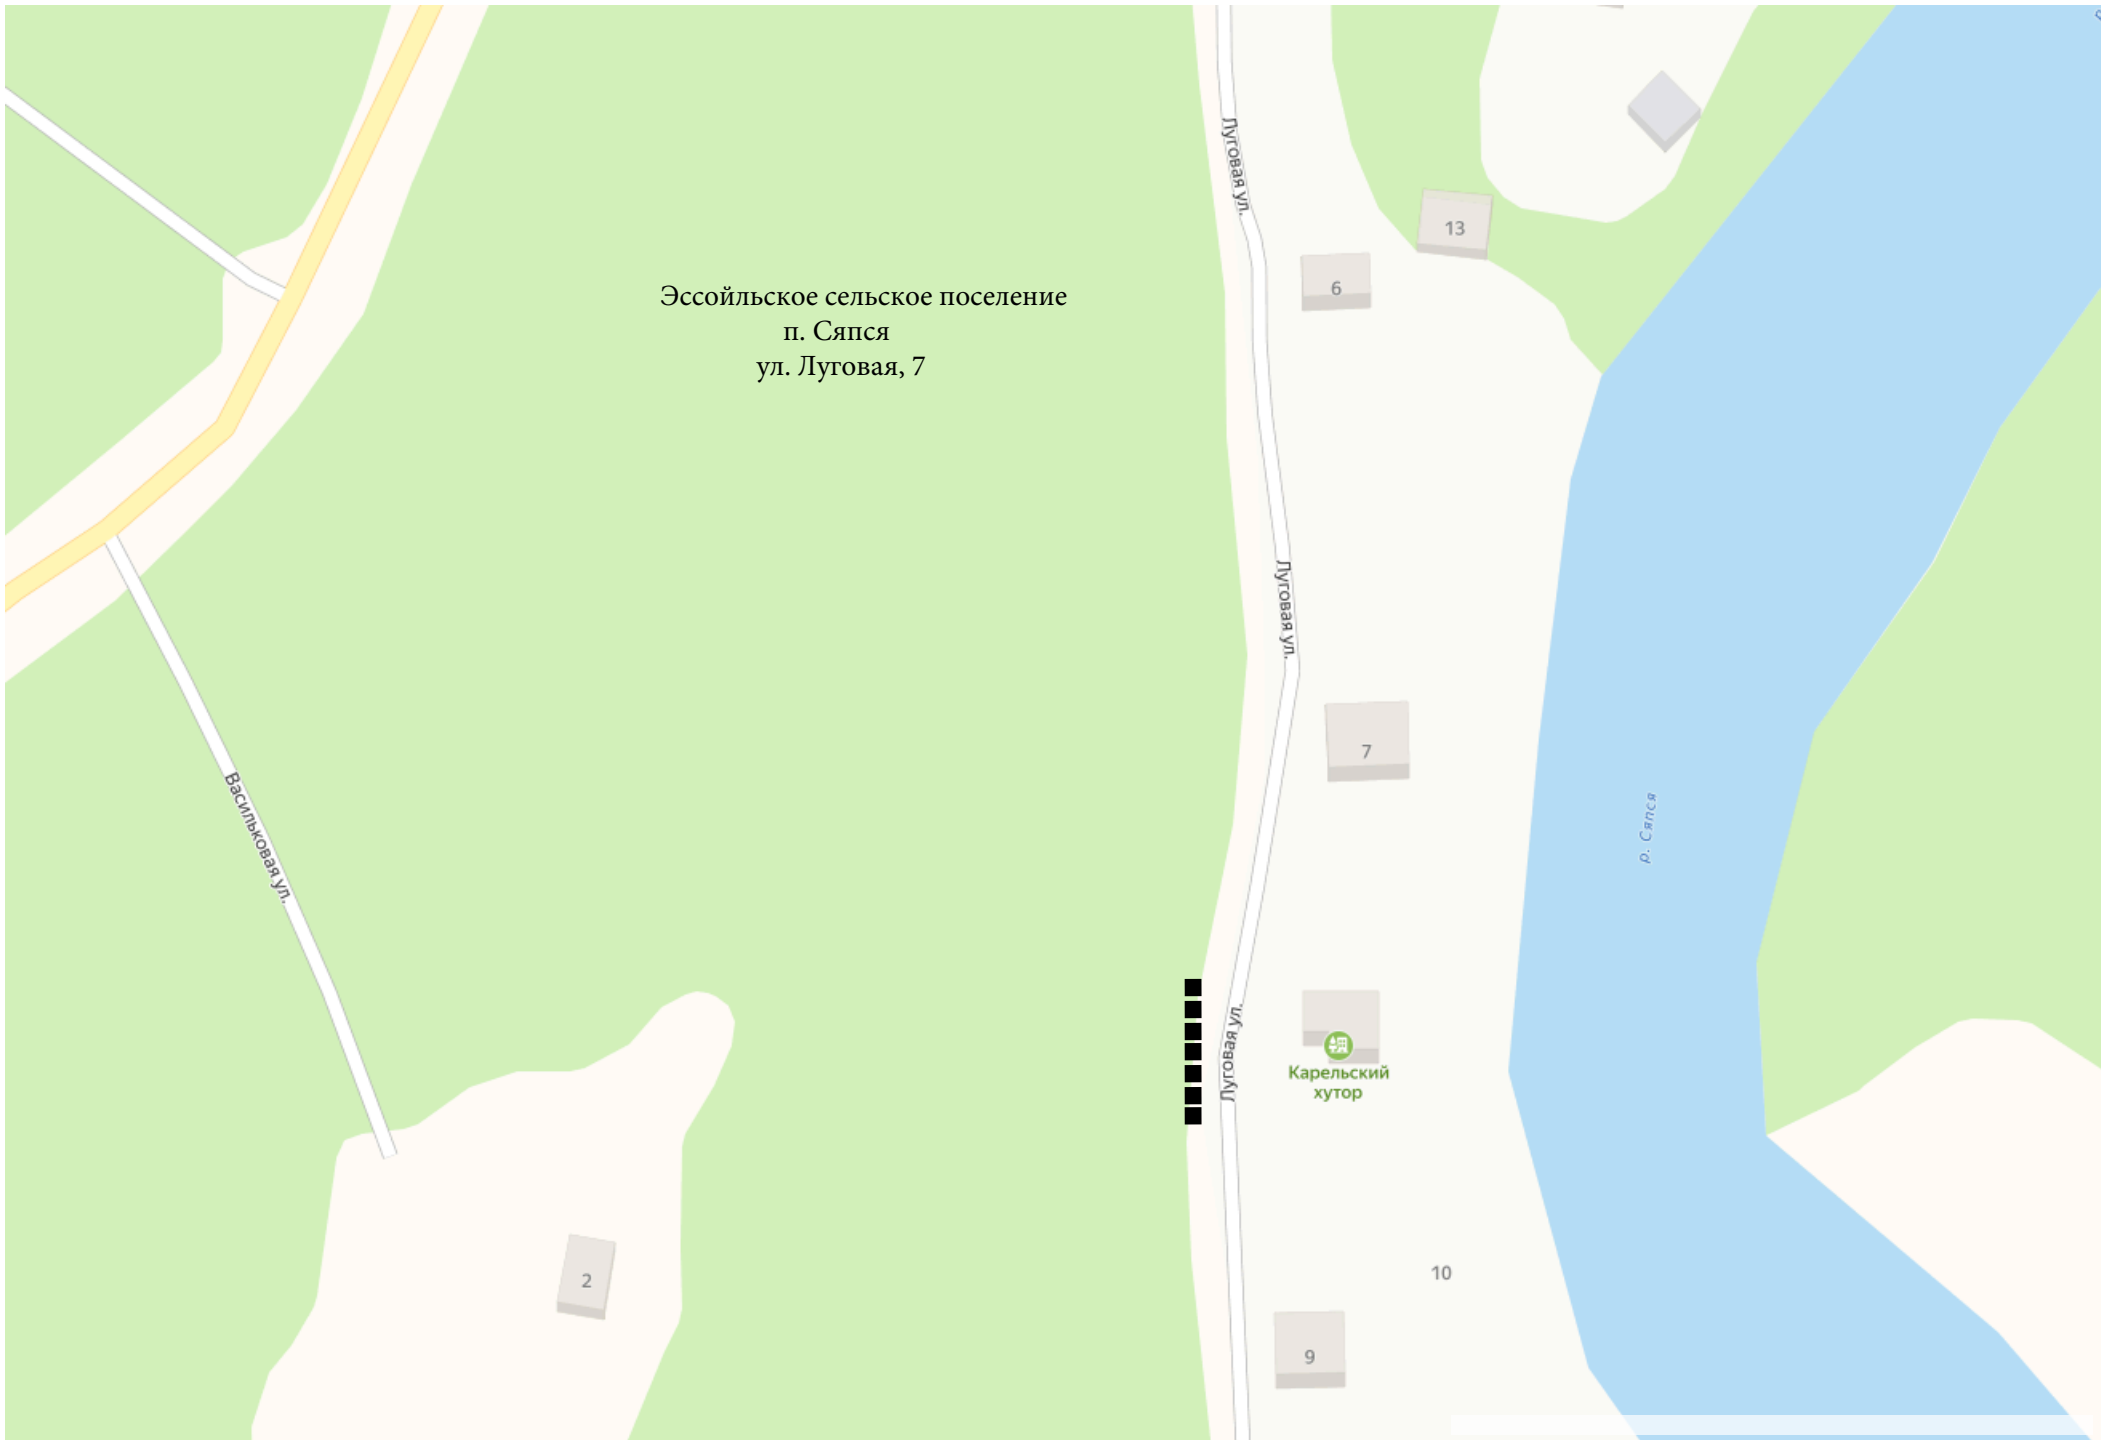 Луговая ул.
13
6
Эссойльское сельское поселение
п. Сяпся
ул. Луговая, 7
Луговая ул.
7
Васильковая ул.
р. Сяпся
Луговая ул.
Карельский
хутор
10
2
9